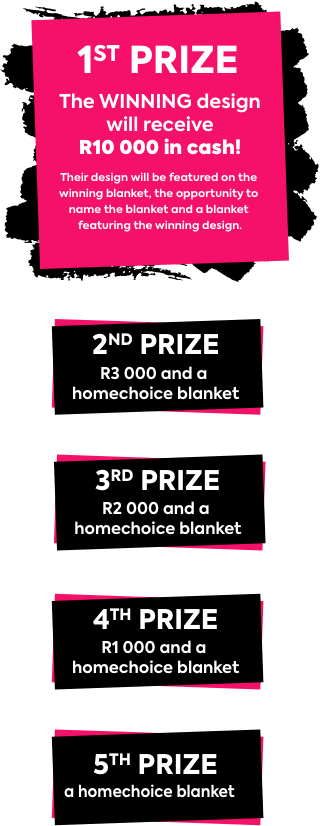 1ST PRIZE
The WINNING design
will receive
R10 000 in cash!
Their design will be featured on the
winning blanket, the opportunity to
name the blanket and a blanket
featuring the winning design.
2ND PRIZE
R3 000 and a
homechoice blanket
3RD PRIZE
R2 000 and a
homechoice blanket
4TH PRIZE
R1 000 and a
homechoice blanket
5TH PRIZE
a homechoice blanket